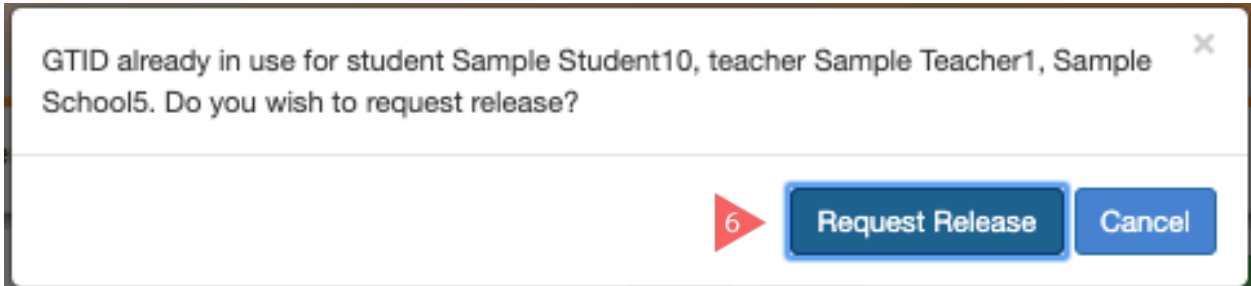 GTID already in use for student Sample Student10, teacher Sample Teacher1, Sample
School5. Do you wish to request release?
×
6
Request Release
Cancel